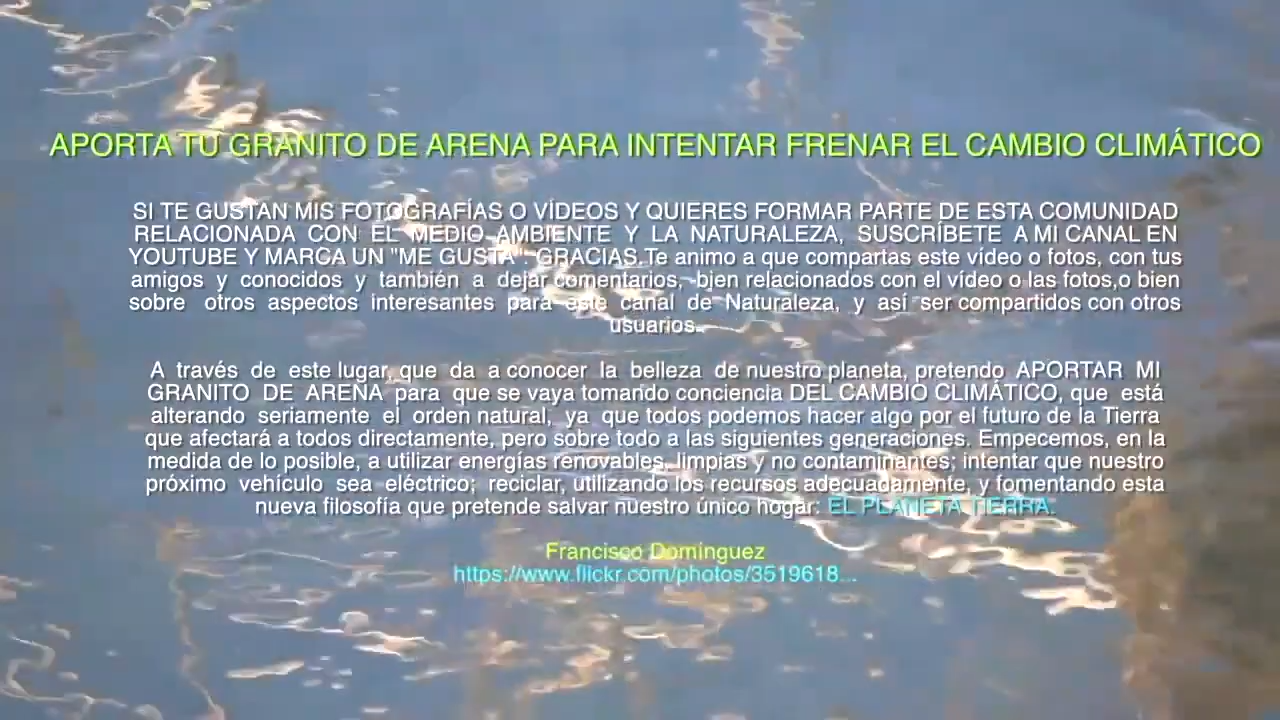 APORTA TU GRANITO DE ARENA PARA INTENTAR FRENAR EL CAMBIO CLIMÁTICO
SI TE GUSTAN MIS FOTOGRAFÍAS O VÍDEOS Y QUIERES FORMAR PARTE DE ESTA COMUNIDAD
RELACIONADA CON EL MEDIO AMBIENTE Y LA NATURALEZA, SUSCRÍBETE A MI CANAL EN
YOUTUBE Y MARCA UN "ME GUSTA". GRACIAS.Te animo a que compartas este vídeo o fotos, con tus
amigos y conocidos y también a dejar comentarios, bien relacionados con el vídeo o las fotos,o bien
sobre otros aspectos interesantes para este canal de Naturaleza, y así ser compartidos con otros
usuarios.
A través de este lugar, que da a conocer la belleza de nuestro planeta, pretendo APORTAR MI
GRANITO DE ARENA para que se vaya tomando conciencia DEL CAMBIO CLIMÁTICO, que está
alterando seriamente el orden natural, ya que todos podemos hacer algo por el futuro de la Tierra
que afectará a todos directamente, pero sobre todo a las siguientes generaciones. Empecemos, en la
medida de lo posible, a utilizar energías renovables, limpias y no contaminantes; intentar que nuestro
próximo vehículo sea eléctrico; reciclar, utilizando los recursos adecuadamente, y fomentando esta
nueva filosofía que pretende salvar nuestro único hogar: EL PLANETA TIERRA.
Francisco Domínguez
https://www.flickr.com/photos/3519618...